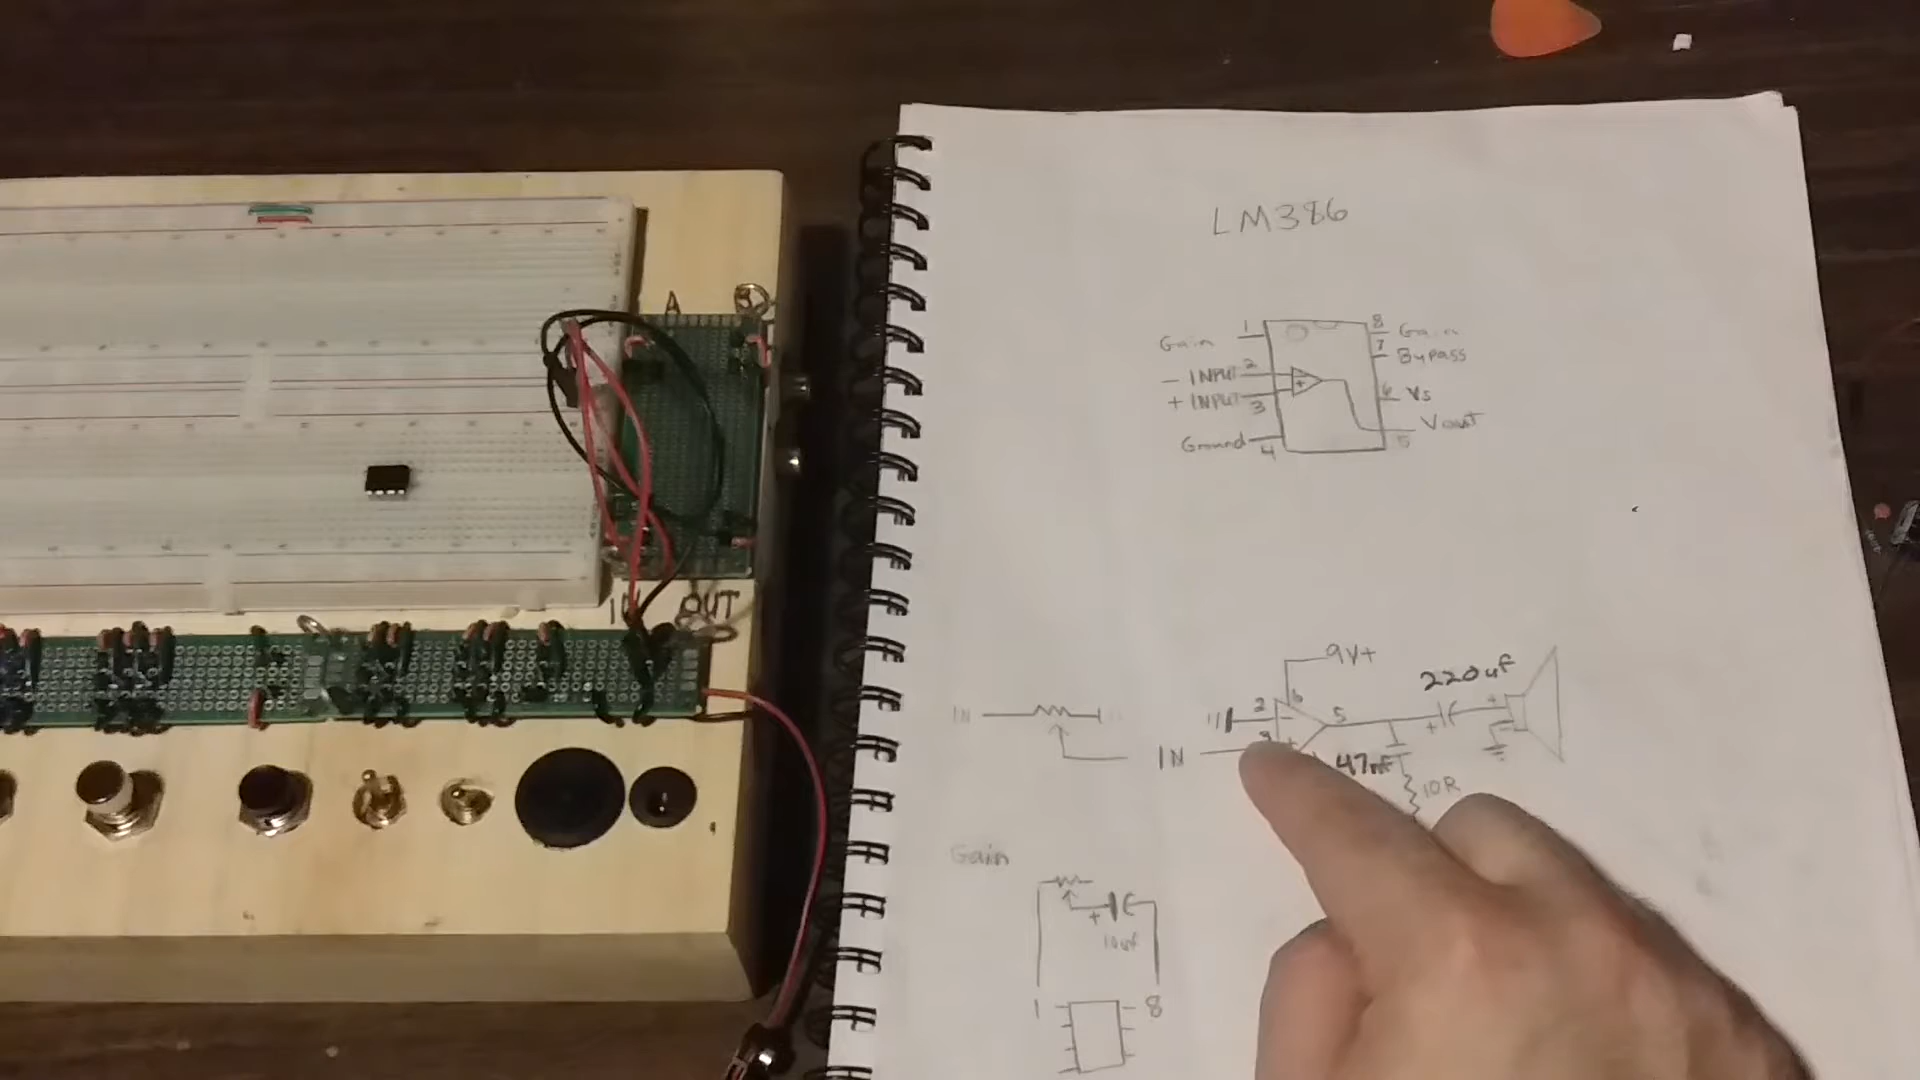 LM386
1
8
Gain
Gain
7
Bypass
- INPUT 2
+ INPUT 3
6 Vs
Vout
5
Ground
4
A
OUT
9V+
220uf
IN
2
6
5
+
+
3
IN
47nf
10R
Gain
+
10uf
1
8